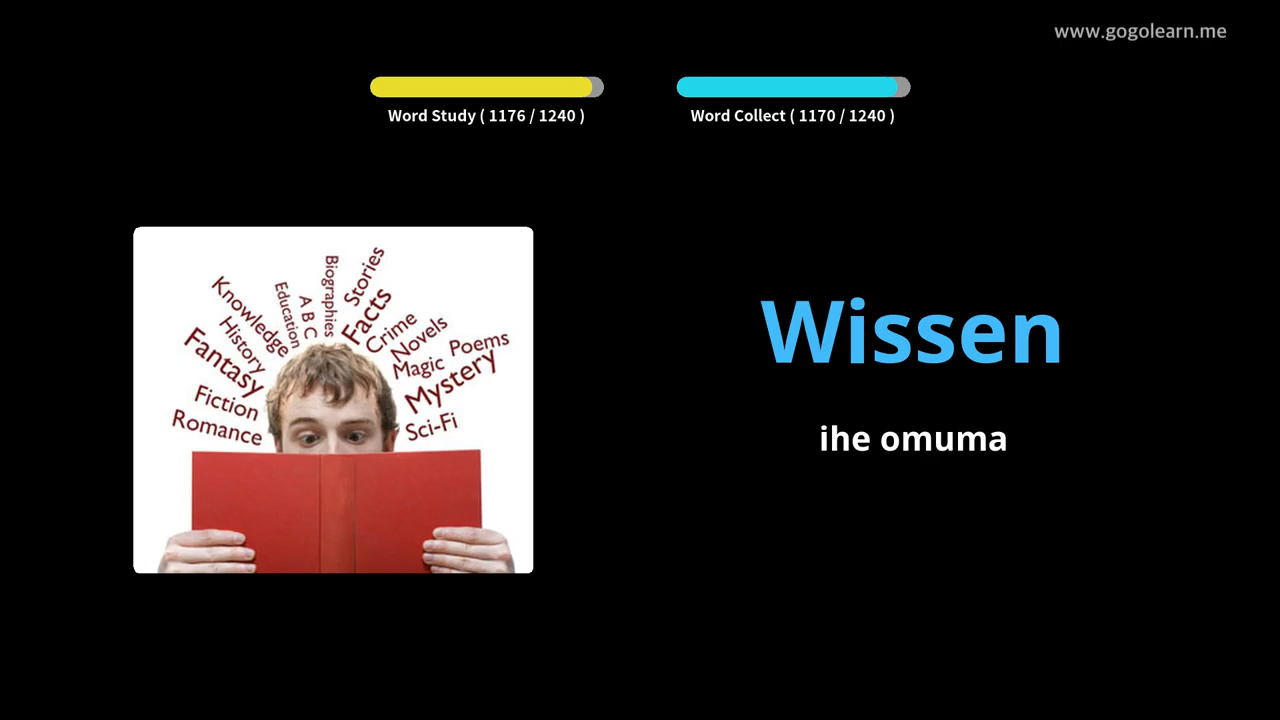 www.gogolearn.me
Word Study ( 1176 / 1240 )
Word Collect ( 1170 / 1240 )
Knowledge
Education
A B C
Biographies
Stories
Facts
Crime
Novels
Poems
History
Fantasy
Magic
Mystery
Fiction
Romance
Sci-Fi
Wissen
ihe omuma